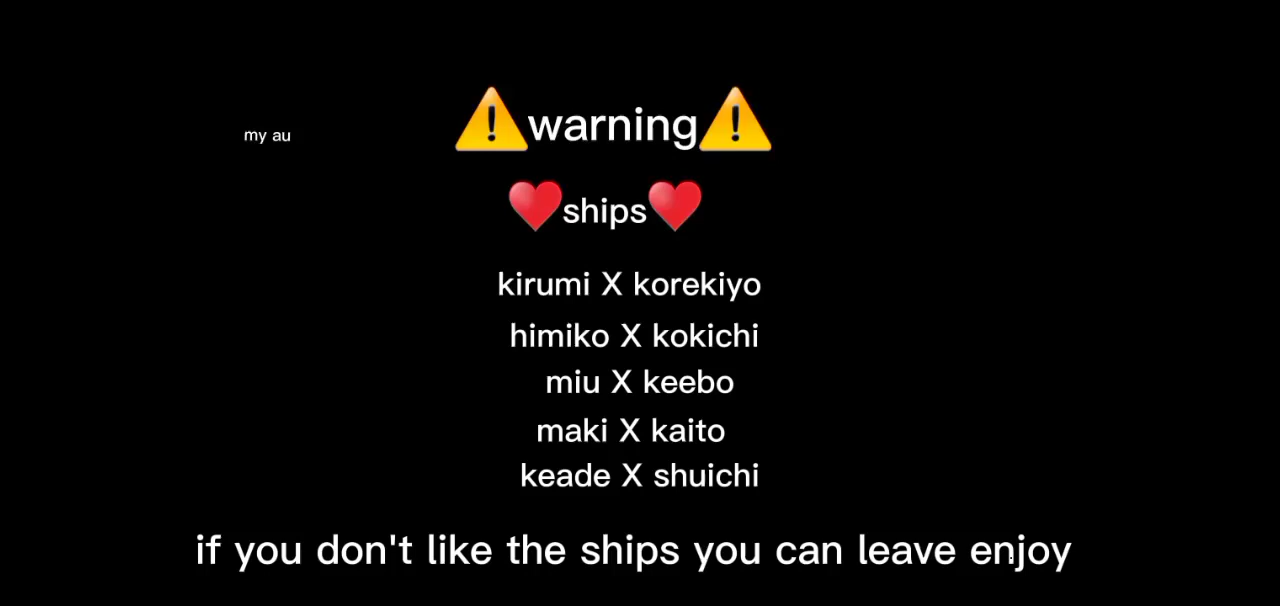 ⚠️warning⚠️
my au
♥️ships♥️
kirumi X korekiyo
himiko X kokichi
miu X keebo
maki X kaito
keade X shuichi
if you don't like the ships you can leave enjoy